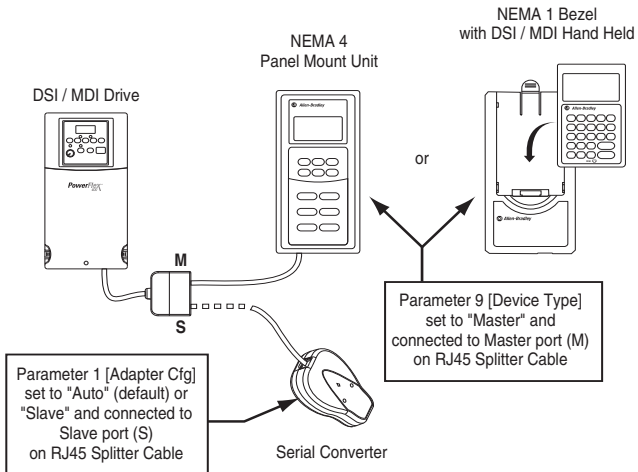 NEMA 1 Bezel
with DSI / MDI Hand Held
NEMA 4
Panel Mount Unit
DSI / MDI Drive
Allen-Bradley
Allen-Bradley
PowerFlex
or
Allen-Bradley
M
S
Parameter 9 [Device Type]
set to "Master" and
connected to Master port (M)
on RJ45 Splitter Cable
Parameter 1 [Adapter Cfg]
set to "Auto" (default) or
"Slave" and connected to
Slave port (S)
on RJ45 Splitter Cable
Serial Converter